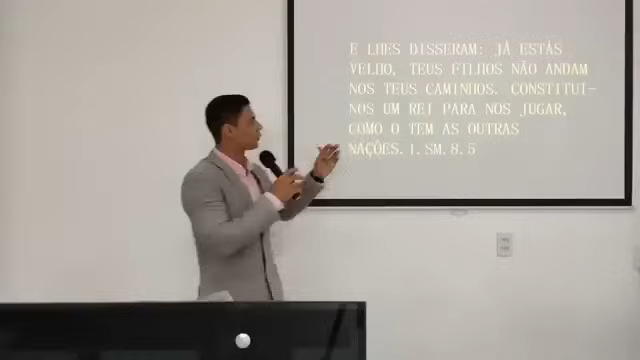 E LHES DISSERAM: JÁ ESTÁS
VELHO, TEUS FILHOS NÃO ANDAM
NOS TEUS CAMINHOS. CONSTITUI-
NOS UM REI PARA NOS JUGAR,
COMO O TEM AS OUTRAS
NAÇÕES.1.SM.8.5